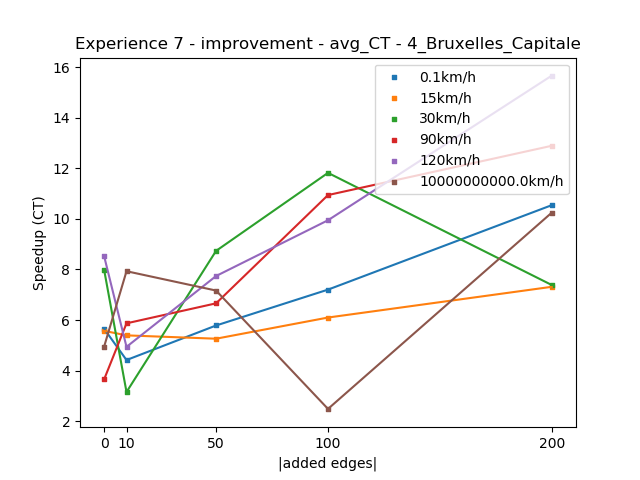 Experience 7 - improvement - avg_CT - 4_Bruxelles_Capitale
16
14
12
10
8
6
4
2
Speedup (CT)
0.1km/h
15km/h
30km/h
90km/h
120km/h
10000000000.0km/h
0 10 50 100 200
|added edges|